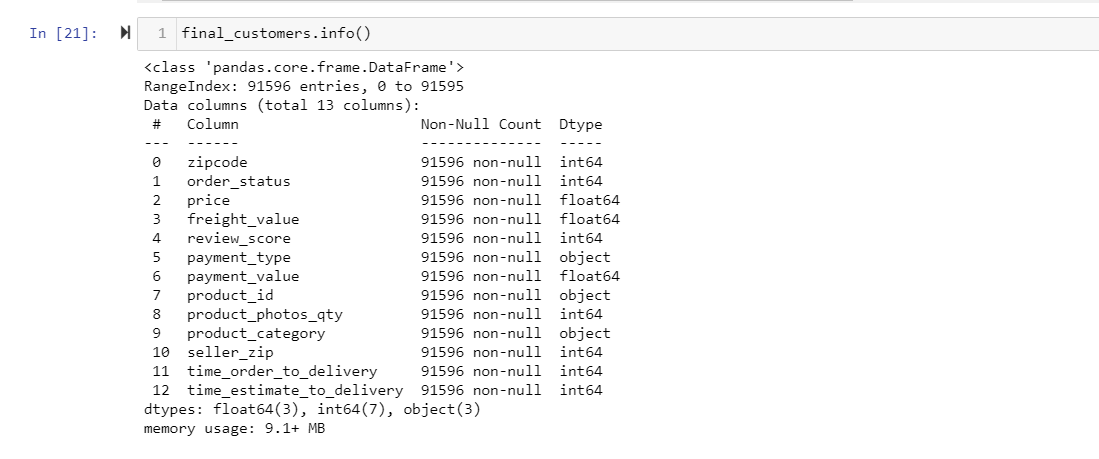 In [21]: 1 final_customers.info()
<class 'pandas.core.frame.DataFrame'>
RangeIndex: 91596 entries, 0 to 91595
Data columns (total 13 columns):
 #   Column                     Non-Null Count  Dtype
---  ------                     --------------  -----
 0   zipcode                    91596 non-null  int64
 1   order_status               91596 non-null  int64
 2   price                      91596 non-null  float64
 3   freight_value              91596 non-null  float64
 4   review_score               91596 non-null  int64
 5   payment_type               91596 non-null  object
 6   payment_value              91596 non-null  float64
 7   product_id                 91596 non-null  object
 8   product_photos_qty         91596 non-null  int64
 9   product_category           91596 non-null  object
 10  seller_zip                 91596 non-null  int64
 11  time_order_to_delivery     91596 non-null  int64
 12  time_estimate_to_delivery  91596 non-null  int64
dtypes: float64(3), int64(7), object(3)
memory usage: 9.1+ MB